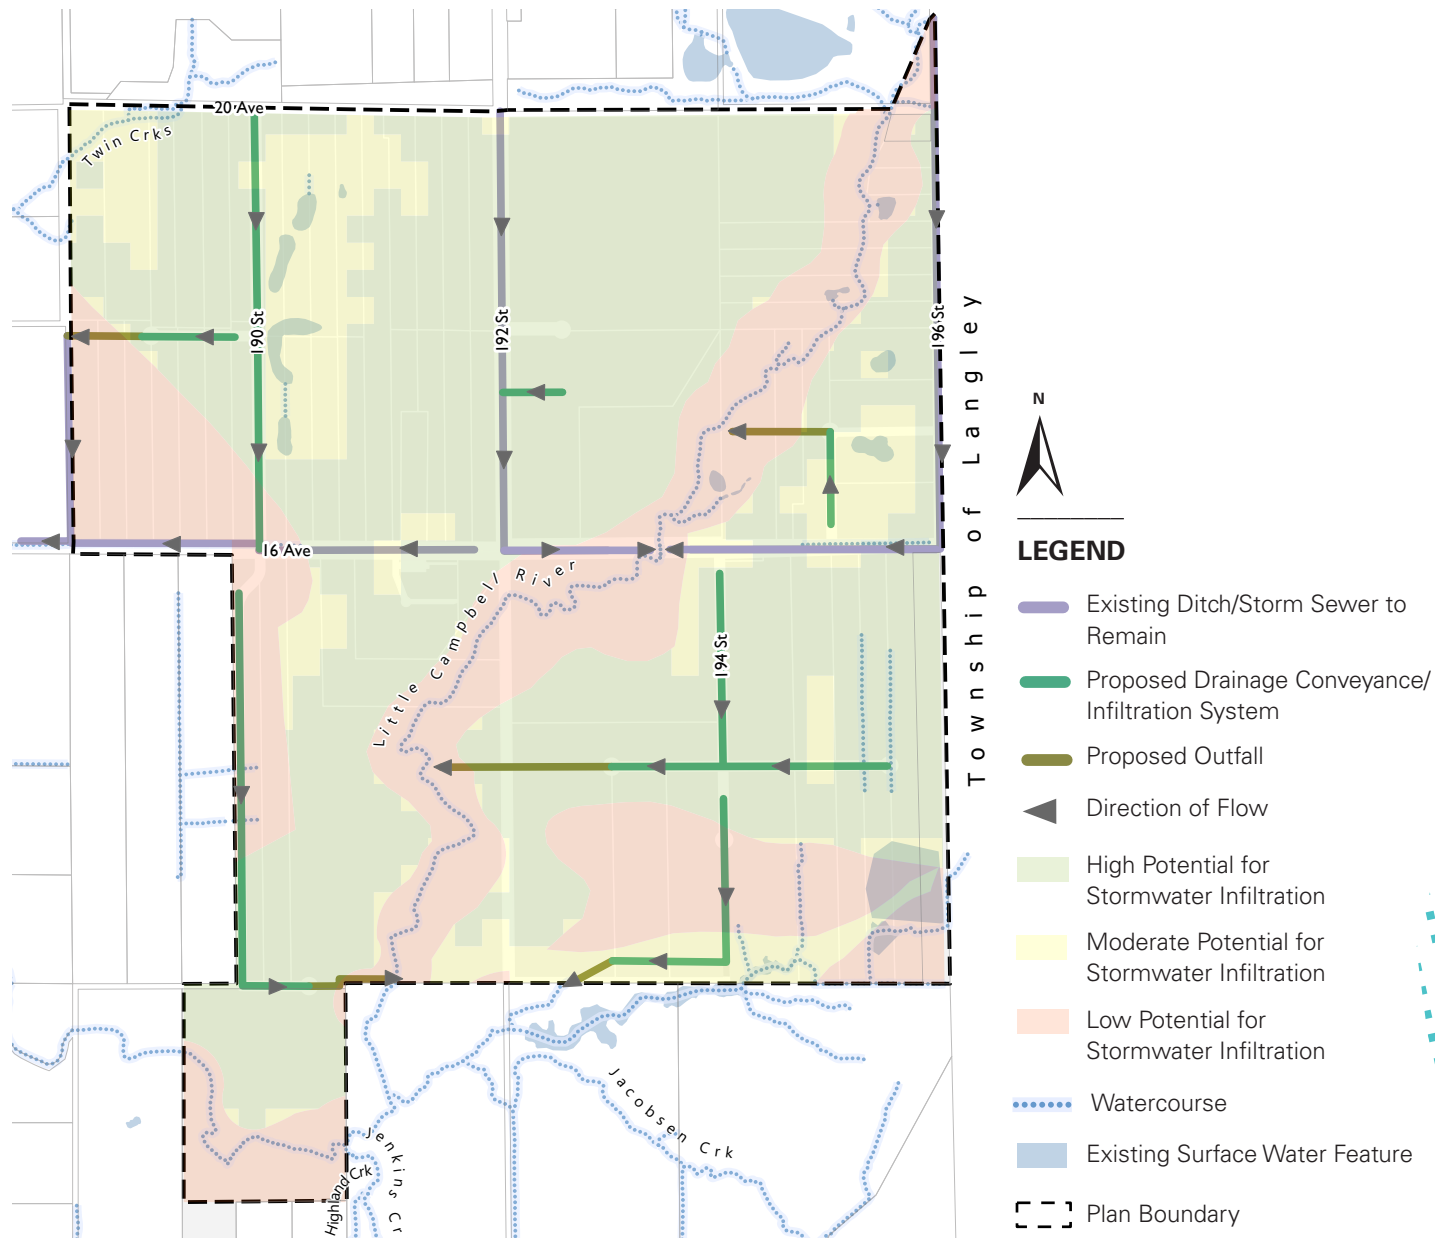 20 Ave
Twin Crks
190 St
192 St
196 St
16 Ave
Little Campbell River
194 St
Township of Langley
Jacobsen Crk
Jenkins Cr
Highland Crk
N
LEGEND
Existing Ditch/Storm Sewer to
Remain
Proposed Drainage Conveyance/
Infiltration System
Proposed Outfall
Direction of Flow
High Potential for
Stormwater Infiltration
Moderate Potential for
Stormwater Infiltration
Low Potential for
Stormwater Infiltration
Watercourse
Existing Surface Water Feature
Plan Boundary